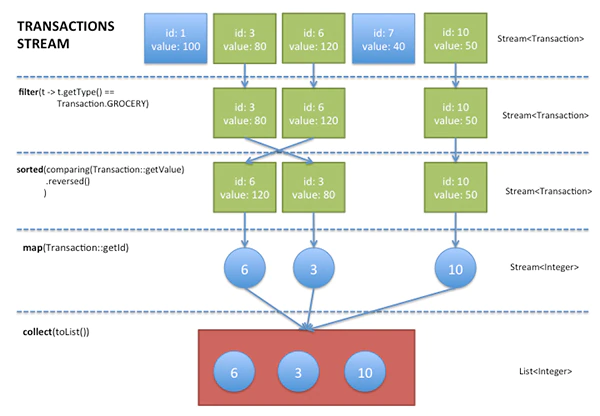 TRANSACTIONS
STREAM
id: 1
value: 100
id: 3
value: 80
id: 6
value: 120
id: 7
value: 40
id: 10
value: 50
Stream<Transaction>
filter(t -> t.getType() ==
Transaction.GROCERY)
id: 3
value: 80
id: 6
value: 120
id: 10
value: 50
Stream<Transaction>
sorted(comparing(Transaction::getValue)
.reversed()
)
id: 6
value: 120
id: 3
value: 80
id: 10
value: 50
Stream<Transaction>
map(Transaction::getId)
6
3
10
Stream<Integer>
collect(toList())
6
3
10
List<Integer>